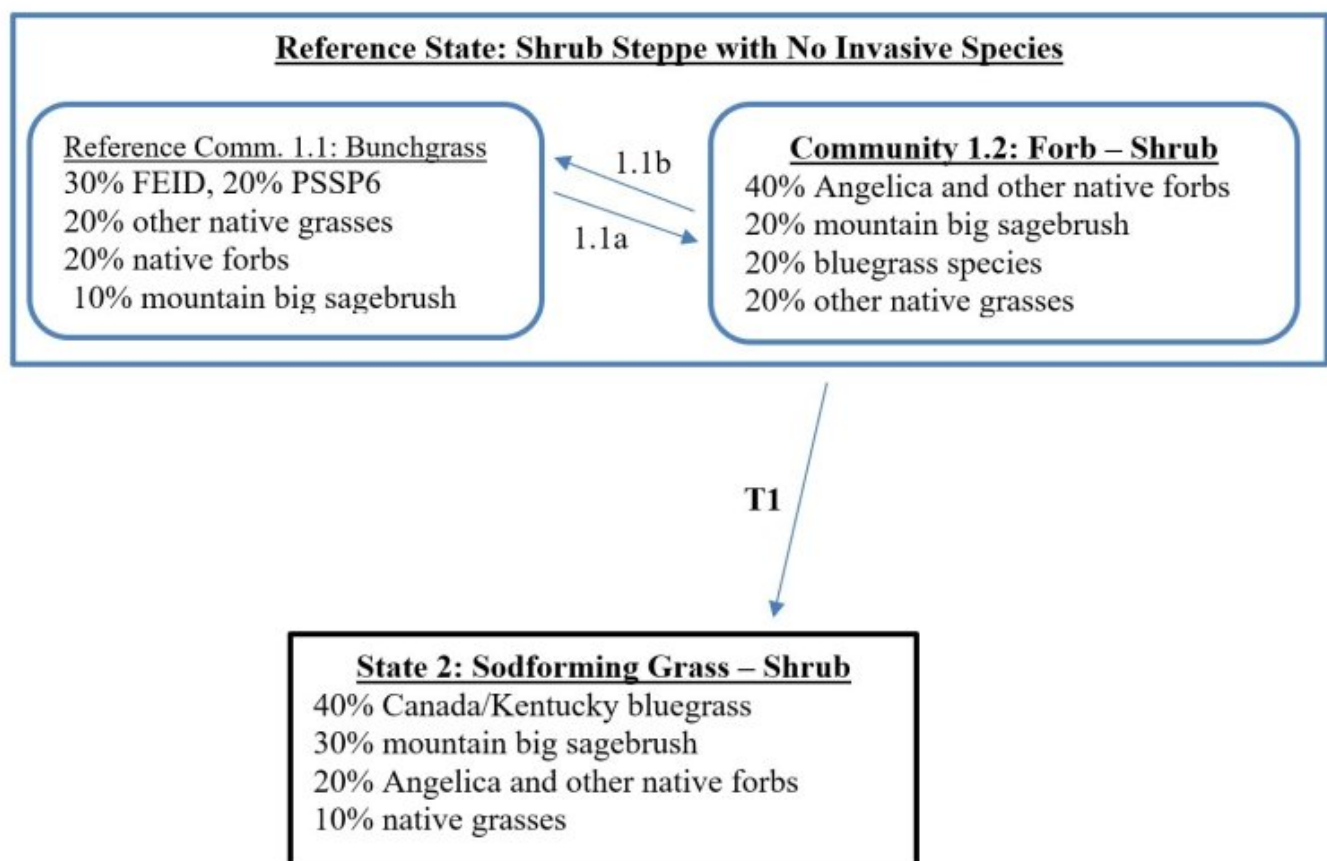 Reference State: Shrub Steppe with No Invasive Species
Reference Comm. 1.1: Bunchgrass
30% FEID, 20% PSSP6
20% other native grasses
20% native forbs
10% mountain big sagebrush
1.1b
1.1a
Community 1.2: Forb – Shrub
40% Angelica and other native forbs
20% mountain big sagebrush
20% bluegrass species
20% other native grasses
T1
State 2: Sodforming Grass – Shrub
40% Canada/Kentucky bluegrass
30% mountain big sagebrush
20% Angelica and other native forbs
10% native grasses